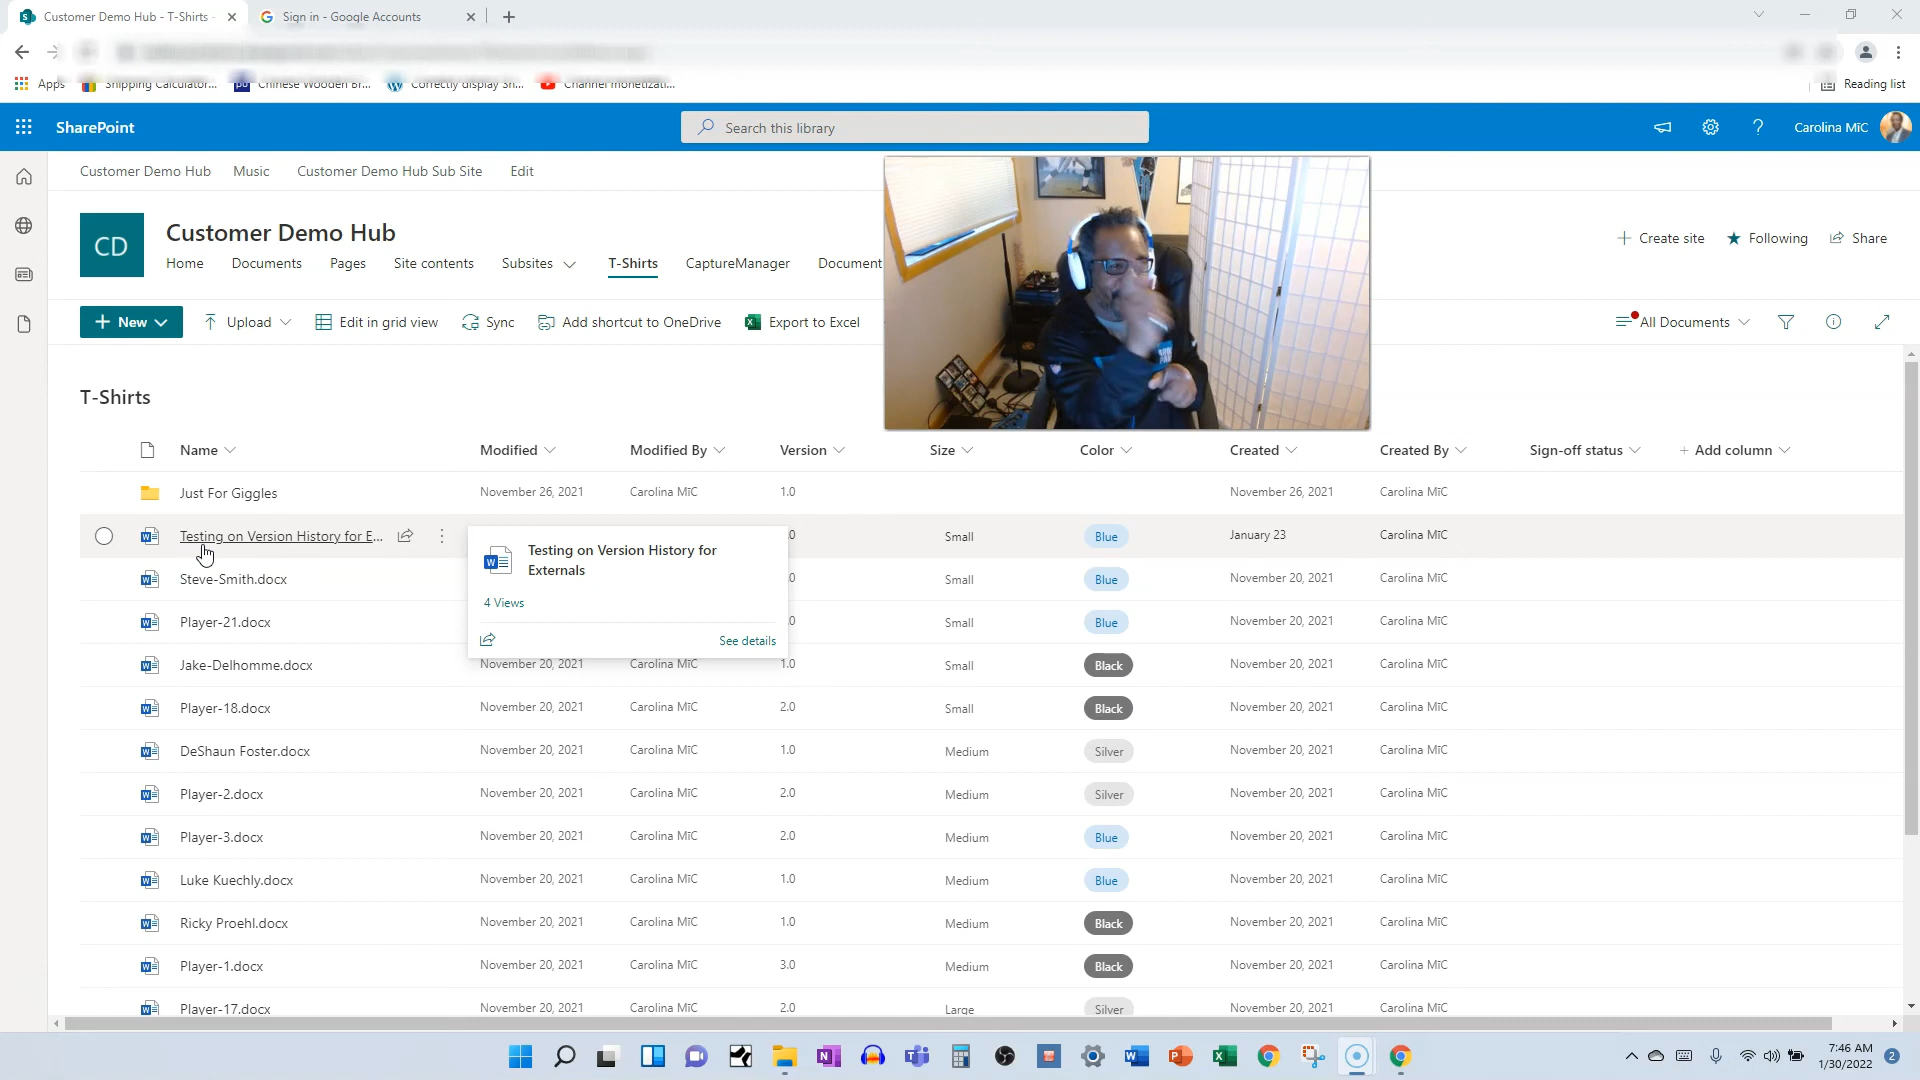 Customer Demo Hub - T-Shirts -
Sign in - Google Accounts
Apps
Shipping Calculator...
Chinese Wooden Br...
Correctly display Sh...
Channel monetizati...
Reading list
SharePoint
Search this library
Carolina MiC
Customer Demo Hub Music Customer Demo Hub Sub Site Edit
CD
Customer Demo Hub
Home Documents Pages Site contents Subsites T-Shirts CaptureManager Document
Create site Following Share
New Upload Edit in grid view Sync Add shortcut to OneDrive Export to Excel All Documents
T-Shirts
Name Modified Modified By Version Size Color Created Created By Sign-off status + Add column
Just For Giggles November 26, 2021 Carolina MiC 1.0 November 26, 2021 Carolina MiC
Testing on Version History for E... .0 Small Blue January 23 Carolina MiC
Testing on Version History for
Externals
4 Views
See details
Steve-Smith.docx .0 Small Blue November 20, 2021 Carolina MiC
Player-21.docx .0 Small Blue November 20, 2021 Carolina MiC
Jake-Delhomme.docx November 20, 2021 Carolina MiC 1.0 Small Black November 20, 2021 Carolina MiC
Player-18.docx November 20, 2021 Carolina MiC 2.0 Small Black November 20, 2021 Carolina MiC
DeShaun Foster.docx November 20, 2021 Carolina MiC 1.0 Medium Silver November 20, 2021 Carolina MiC
Player-2.docx November 20, 2021 Carolina MiC 2.0 Medium Silver November 20, 2021 Carolina MiC
Player-3.docx November 20, 2021 Carolina MiC 2.0 Medium Blue November 20, 2021 Carolina MiC
Luke Kuechly.docx November 20, 2021 Carolina MiC 1.0 Medium Blue November 20, 2021 Carolina MiC
Ricky Proehl.docx November 20, 2021 Carolina MiC 1.0 Medium Black November 20, 2021 Carolina MiC
Player-1.docx November 20, 2021 Carolina MiC 3.0 Medium Black November 20, 2021 Carolina MiC
Player-17.docx November 20, 2021 Carolina MiC 2.0 Large Silver November 20, 2021 Carolina MiC
7:46 AM
1/30/2022
2